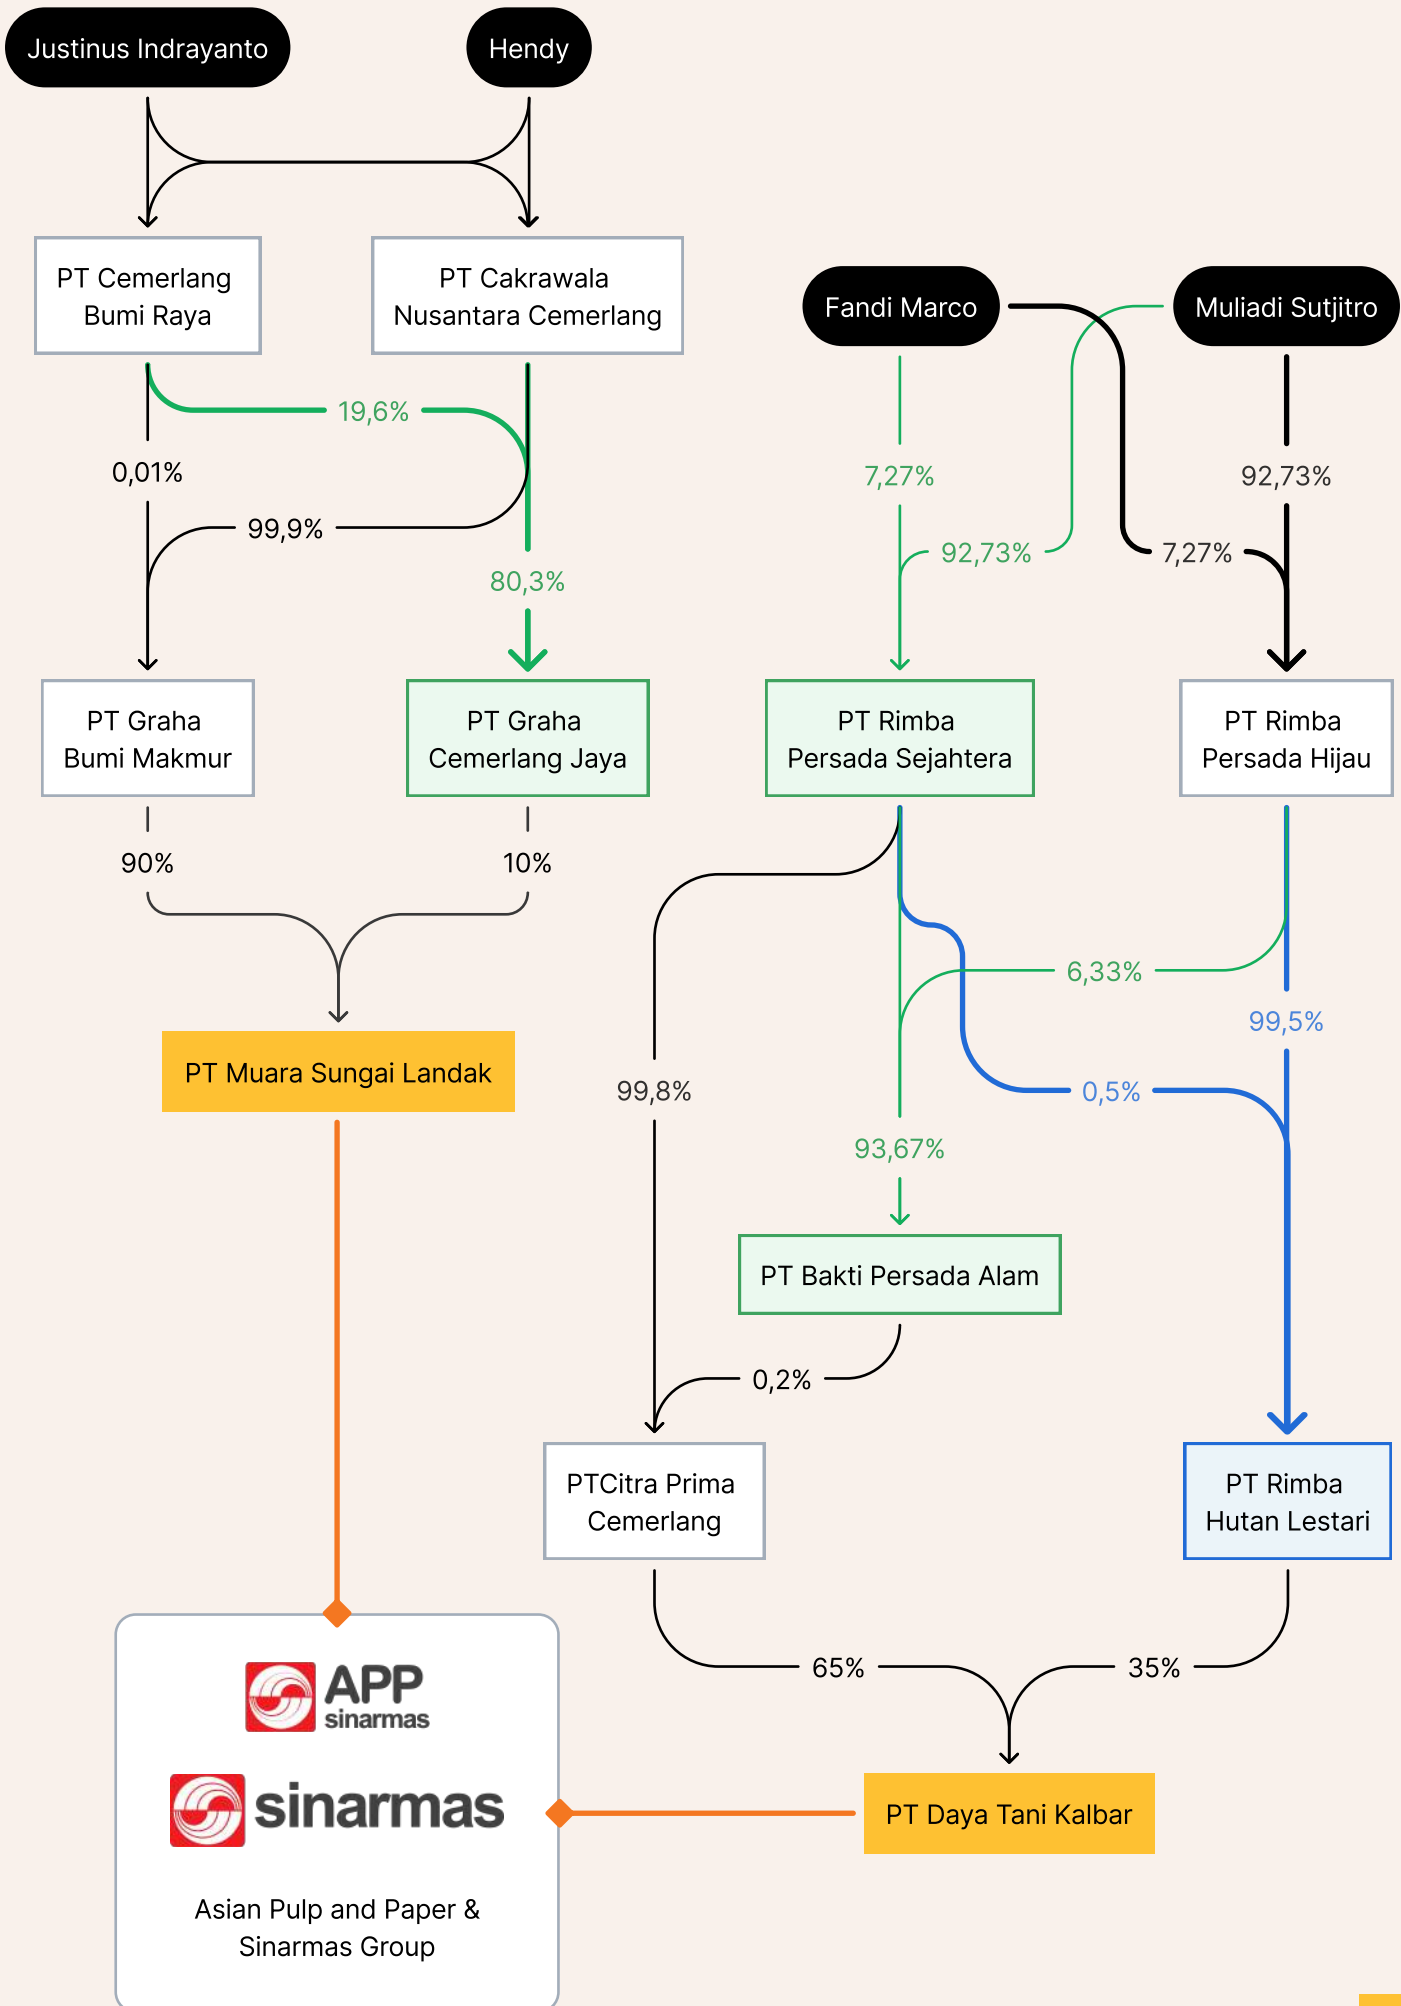 Justinus Indrayanto
Hendy
PT Cemerlang
Bumi Raya
PT Cakrawala
Nusantara Cemerlang
Fandi Marco
Muliadi Sutjitro
19,6%
0,01%
99,9%
80,3%
7,27%
92,73%
92,73%
7,27%
PT Graha
Bumi Makmur
PT Graha
Cemerlang Jaya
PT Rimba
Persada Sejahtera
PT Rimba
Persada Hijau
90%
10%
6,33%
99,5%
PT Muara Sungai Landak
99,8%
0,5%
93,67%
PT Bakti Persada Alam
0,2%
PTCitra Prima
Cemerlang
PT Rimba
Hutan Lestari
65%
35%
APP
sinarmas
sinarmas
PT Daya Tani Kalbar
Asian Pulp and Paper &
Sinarmas Group